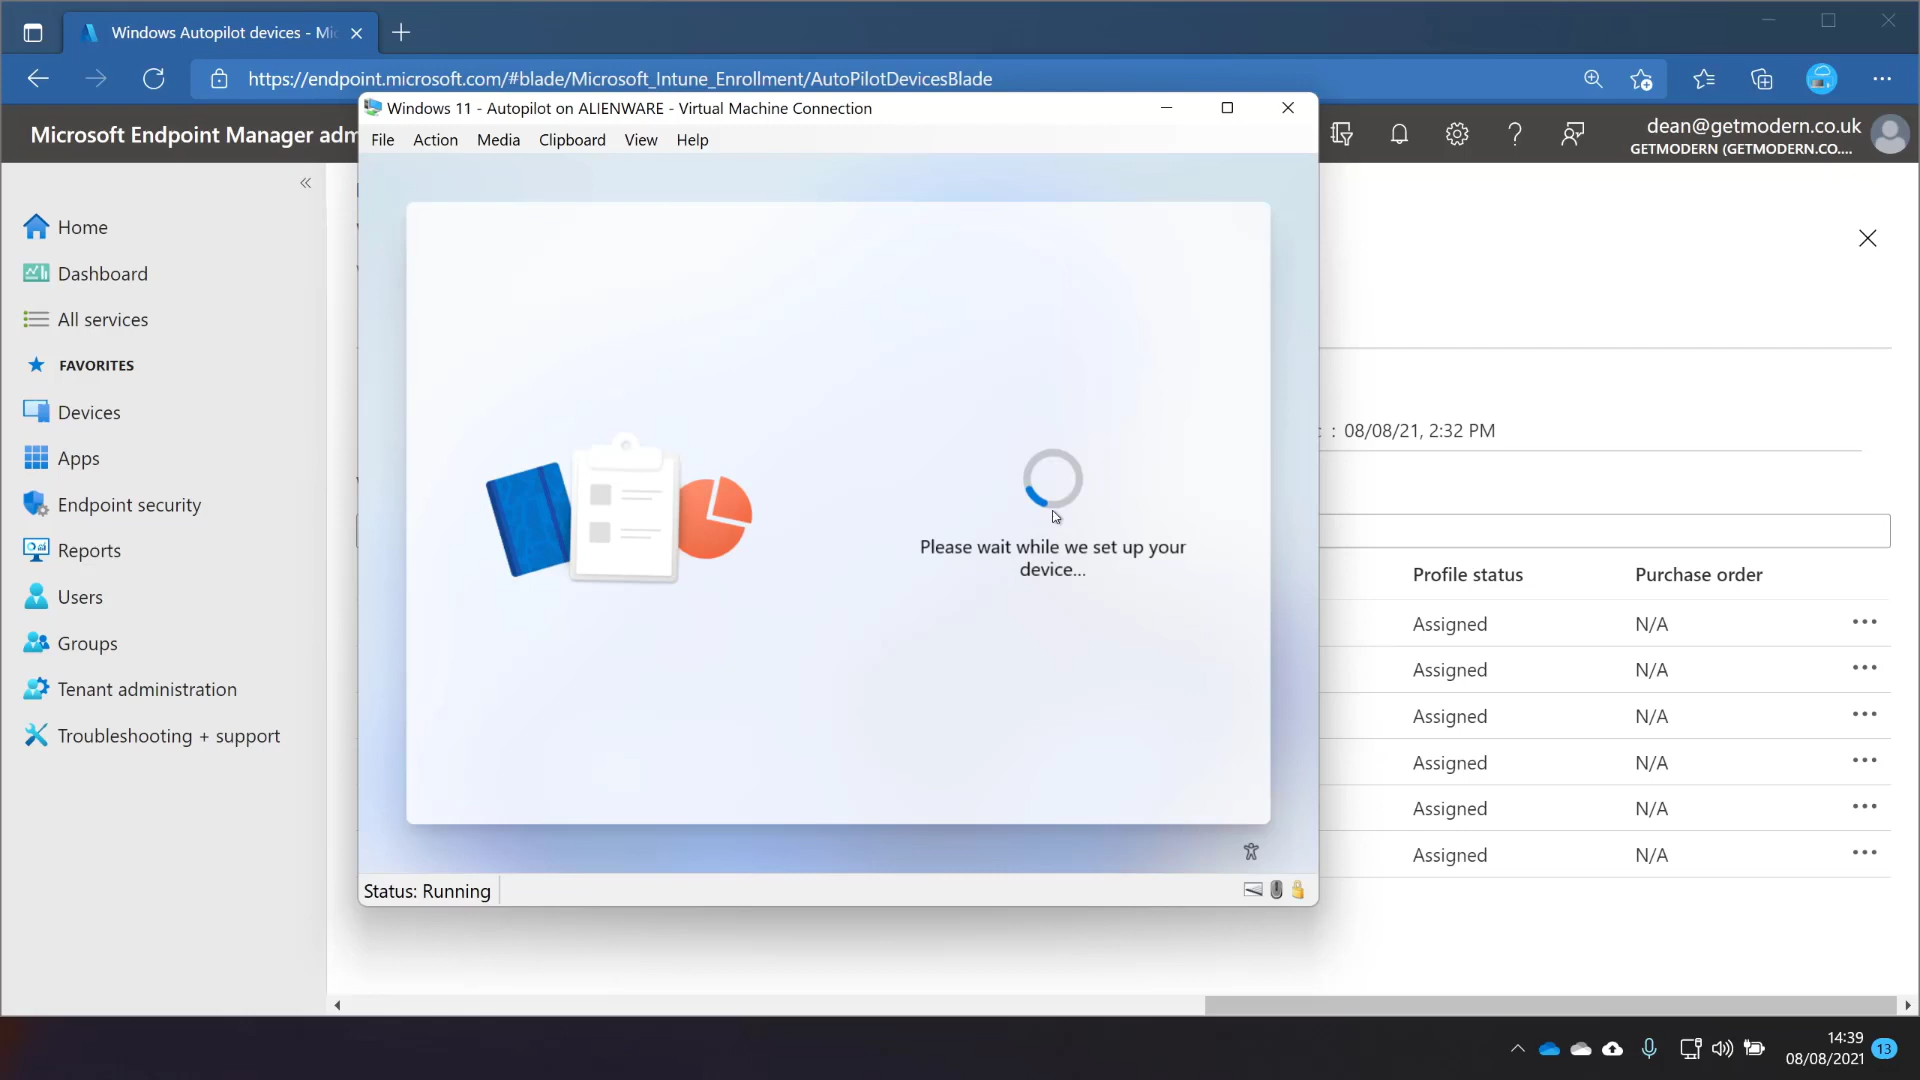 Windows Autopilot devices - Mic
https://endpoint.microsoft.com/#blade/Microsoft_Intune_Enrollment/AutoPilotDevicesBlade
Windows 11 - Autopilot on ALIENWARE - Virtual Machine Connection
File Action Media Clipboard View Help
Microsoft Endpoint Manager adm
dean@getmodern.co.uk
GETMODERN (GETMODERN.CO....
Home
Dashboard
All services
FAVORITES
Devices
Apps
Endpoint security
Reports
Users
Groups
Tenant administration
Troubleshooting + support
Please wait while we set up your
device...
Status: Running
: 08/08/21, 2:32 PM
Profile status Purchase order
Assigned N/A
Assigned N/A
Assigned N/A
Assigned N/A
Assigned N/A
Assigned N/A
14:39
08/08/2021
13